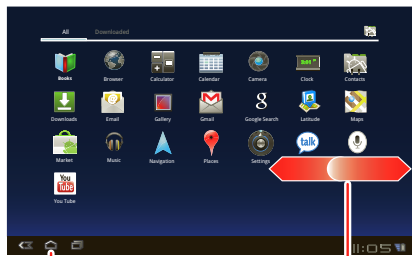 All Downloaded
Books Browser Calculator Calendar Camera Clock Contacts
Downloads Email Gallery Gmail Google Search Latitude Maps
talk
Market Music Navigation Places Settings
You
Tube
You Tube
11:05